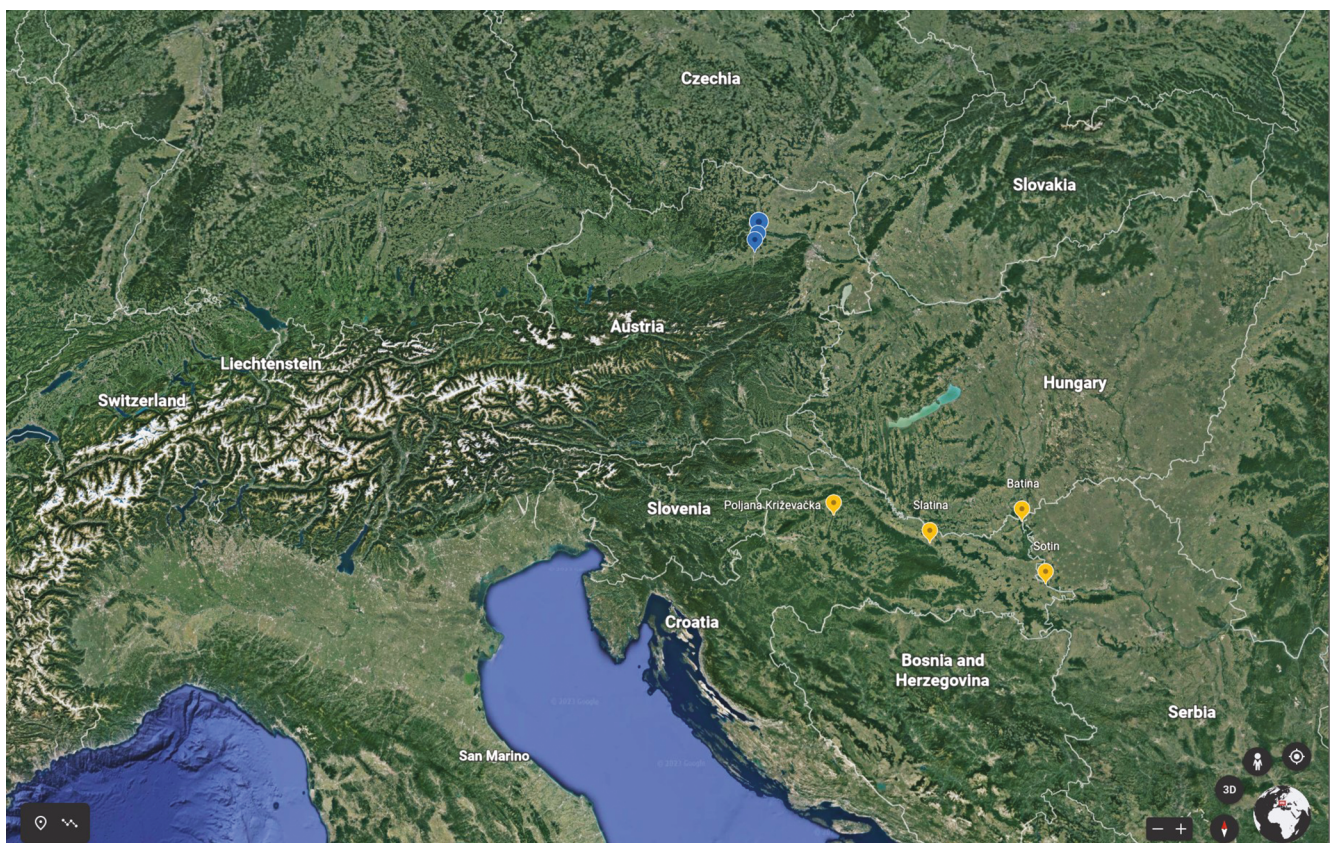 Czechia
Slovakia
Austria
Liechtenstein
Switzerland
Hungary
Batina
Slovenia
Poljana Križevačka
Slatina
Sotin
Croatia
Bosnia and
Herzegovina
Serbia
San Marino
3D